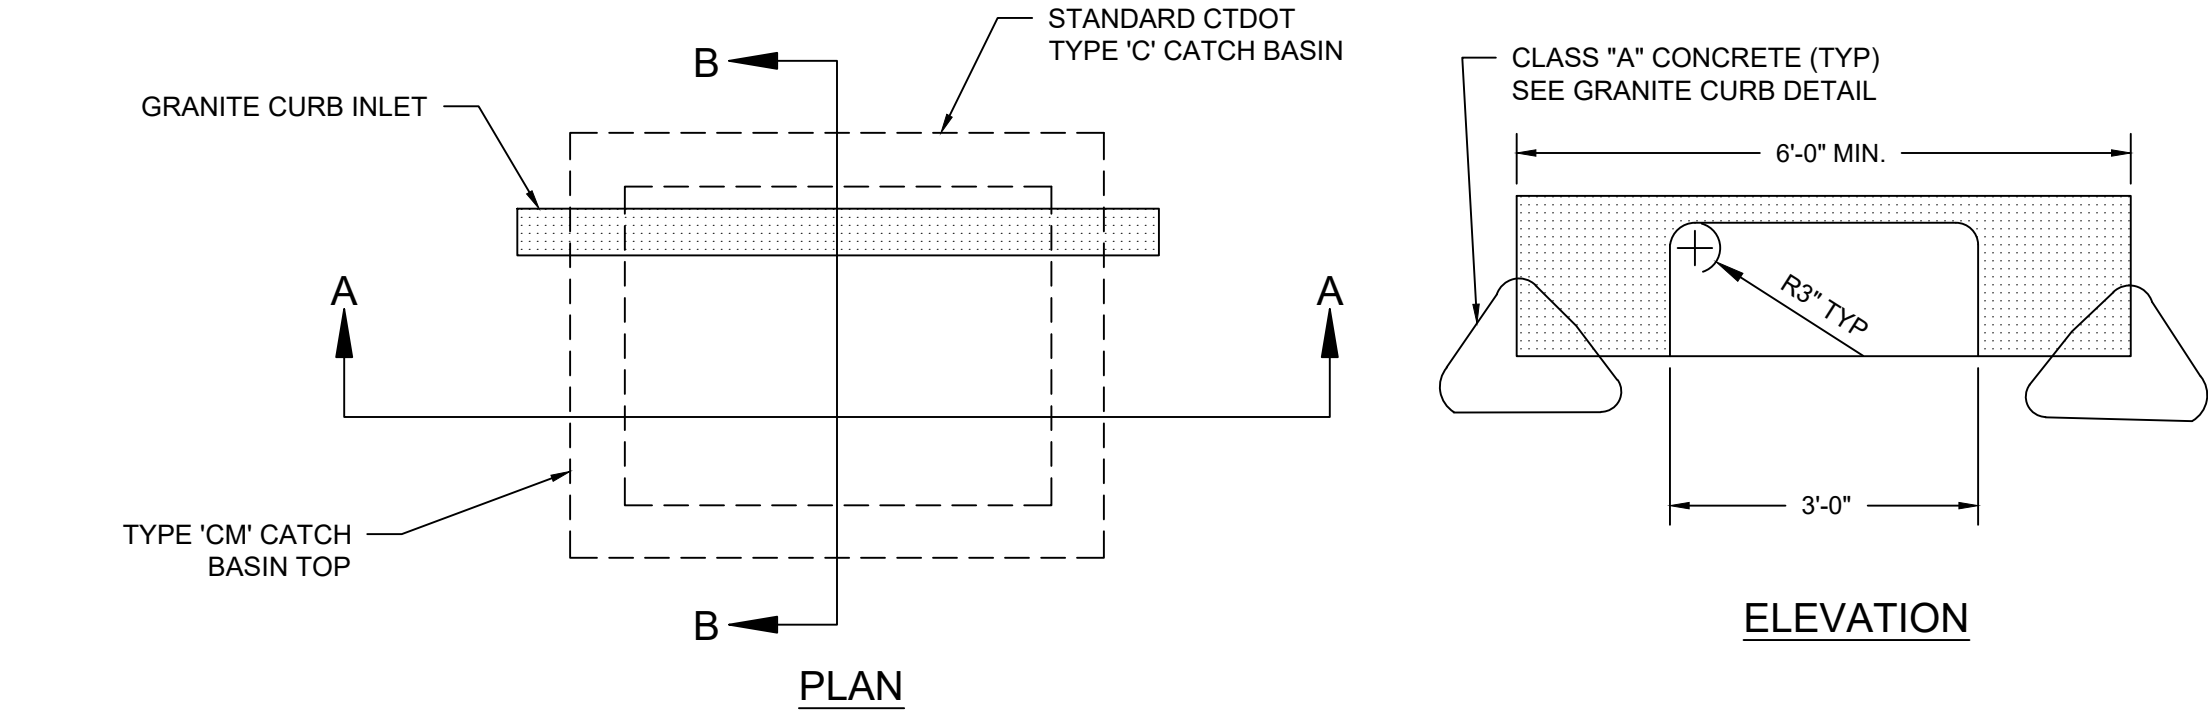 STANDARD CTDOT
TYPE 'C' CATCH BASIN
B
GRANITE CURB INLET
A
A
TYPE 'CM' CATCH
BASIN TOP
B
PLAN
CLASS "A" CONCRETE (TYP)
SEE GRANITE CURB DETAIL
6'-0" MIN.
R3" TYP
3'-0"
ELEVATION